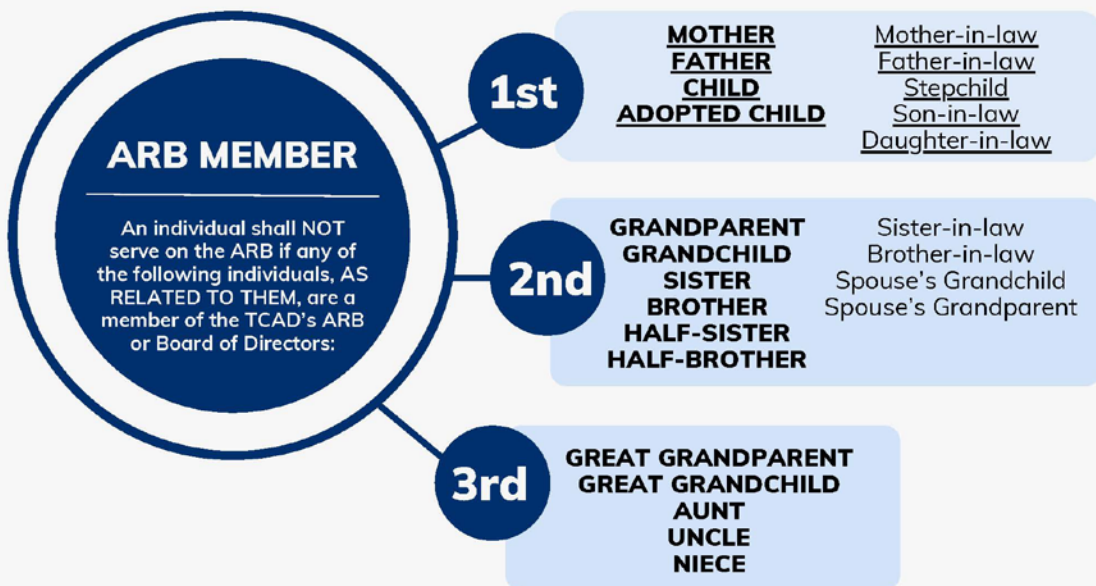 ARB MEMBER
An individual shall NOT
serve on the ARB if any of
the following individuals, AS
RELATED TO THEM, are a
member of the TCAD's ARB
or Board of Directors:
1st
MOTHER
FATHER
CHILD
ADOPTED CHILD
Mother-in-law
Father-in-law
Stepchild
Son-in-law
Daughter-in-law
2nd
GRANDPARENT
GRANDCHILD
SISTER
BROTHER
HALF-SISTER
HALF-BROTHER
Sister-in-law
Brother-in-law
Spouse's Grandchild
Spouse's Grandparent
3rd
GREAT GRANDPARENT
GREAT GRANDCHILD
AUNT
UNCLE
NIECE